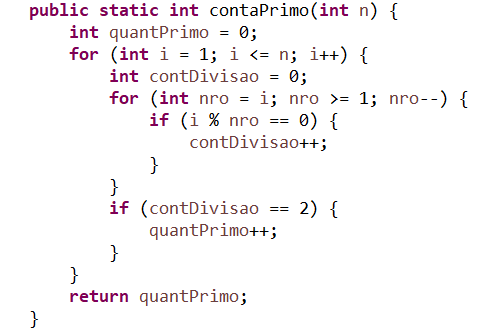 public static int contaPrimo(int n) {
    int quantPrimo = 0;
    for (int i = 1; i <= n; i++) {
        int contDivisao = 0;
        for (int nro = i; nro >= 1; nro--) {
            if (i % nro == 0) {
                contDivisao++;
            }
        }
        if (contDivisao == 2) {
            quantPrimo++;
        }
    }
    return quantPrimo;
}